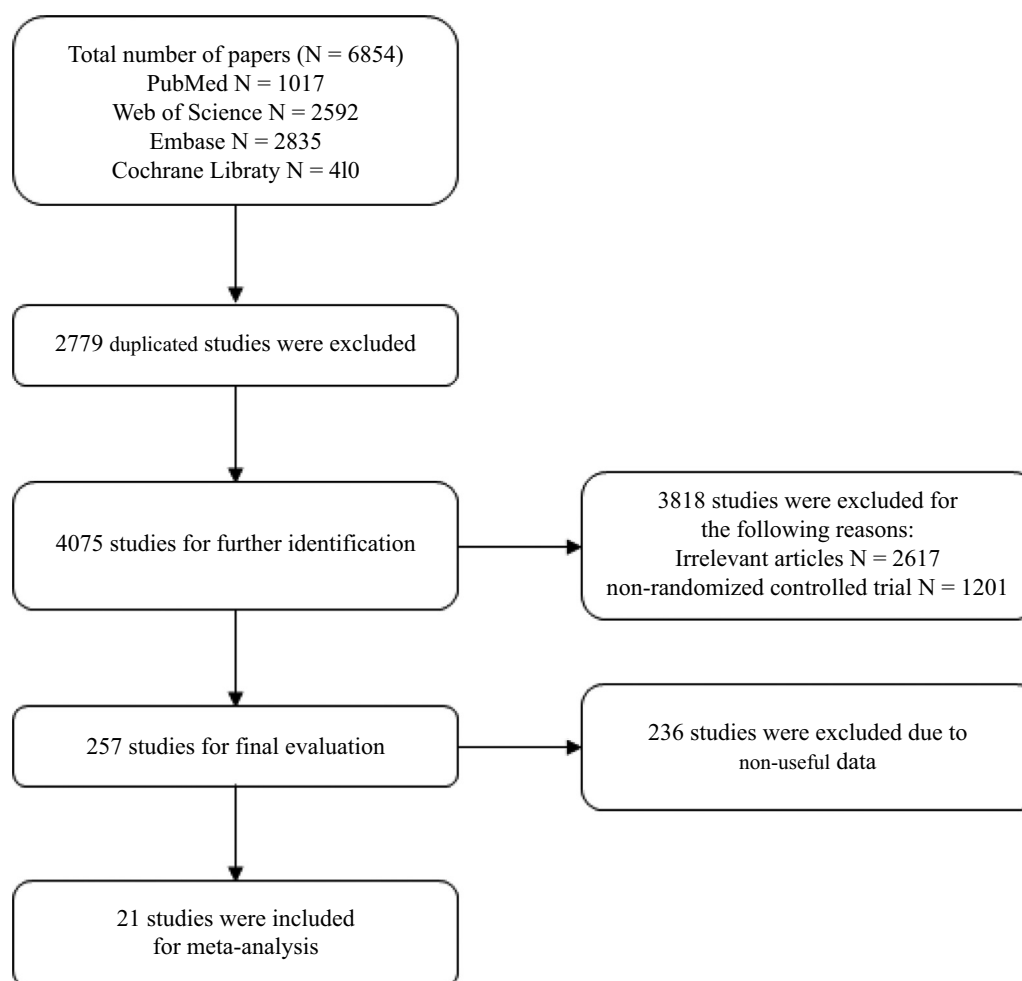 Total number of papers (N = 6854)
PubMed N = 1017
Web of Science N = 2592
Embase N = 2835
Cochrane Libraty N = 4l0
2779 duplicated studies were excluded
4075 studies for further identification
3818 studies were excluded for
the following reasons:
Irrelevant articles N = 2617
non-randomized controlled trial N = 1201
257 studies for final evaluation
236 studies were excluded due to
non-useful data
21 studies were included
for meta-analysis